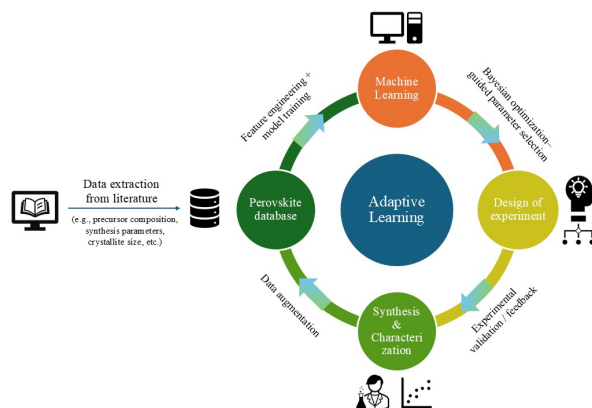 Machine
Learning
Feature engineering +
model training
Bayesian optimization–
guided parameter selection
Data extraction
from literature
(e.g., precursor composition,
synthesis parameters,
crystallite size, etc.)
Perovskite
database
Adaptive
Learning
Design of
experiment
Data augmentation
Synthesis
&
Characteri
zation
Experimental
validation / feedback